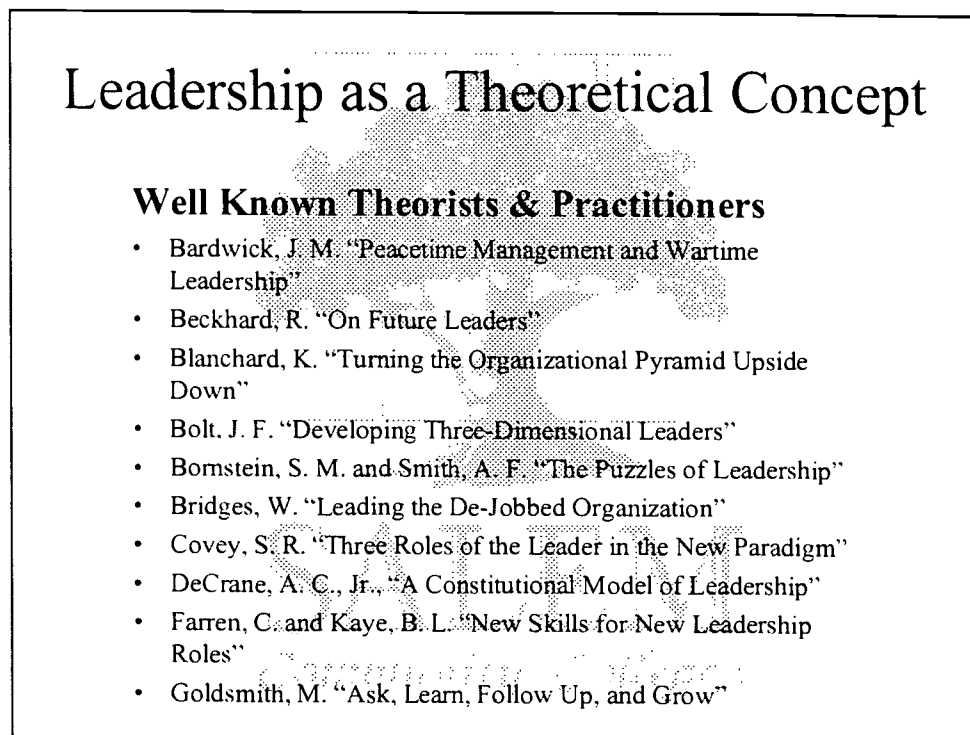 Leadership as a Theoretical Concept
Well Known Theorists & Practitioners
• Bardwick, J. M. “Peacetime Management and Wartime
Leadership”
• Beckhard, R. “On Future Leaders”
• Blanchard, K. “Turning the Organizational Pyramid Upside
Down”
• Bolt, J. F. “Developing Three-Dimensional Leaders”
• Bornstein, S. M. and Smith, A. F. “The Puzzles of Leadership”
• Bridges, W. “Leading the De-Jobbed Organization”
• Covey, S. R. “Three Roles of the Leader in the New Paradigm”
SALEM
• DeCrane, A. C., Jr., “A Constitutional Model of Leadership”
• Farren, C. and Kaye, B. L. “New Skills for New Leadership
Roles”
• Goldsmith, M. “Ask, Learn, Follow Up, and Grow”